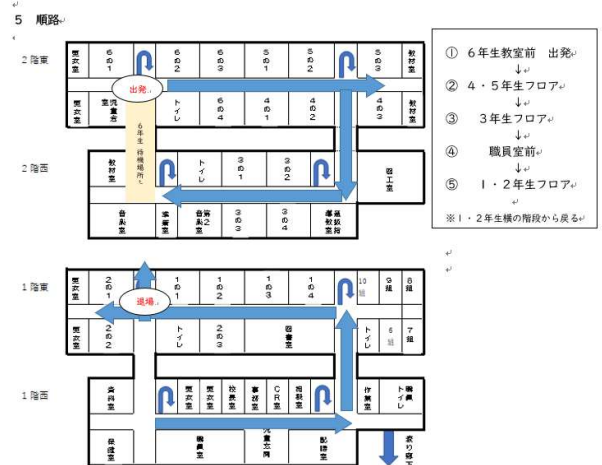 5　順路
2階東
更衣室
6の1
6の2
6の3
5の1
5の2
5の3
教材室
出発
更衣室
児童会室
トイレ
6の4
4の1
4の2
4の3
教材室
6年生 待機場所
2階西
教材室
トイレ
3の1
3の2
図工室
音楽室
準備室
第2音楽室
3の3
3の4
① 6年生教室前　出発
↓
② 4・5年生フロア
↓
③　3年生フロア
↓
④　職員室前
↓
⑤　1・2年生フロア
※1・2年生横の階段から戻る
1階東
更衣室
2の1
1の1
1の2
1の3
1の4
10組
9組
8組
退場
更衣室
2の2
トイレ
2の3
図書室
トイレ
6組
7組
1階西
資料室
更衣室
更衣室
校長室
事務室
CR室
相談室
作業室
職員トイレ
保健室
職員室
児童玄関
配膳室
渡り廊下